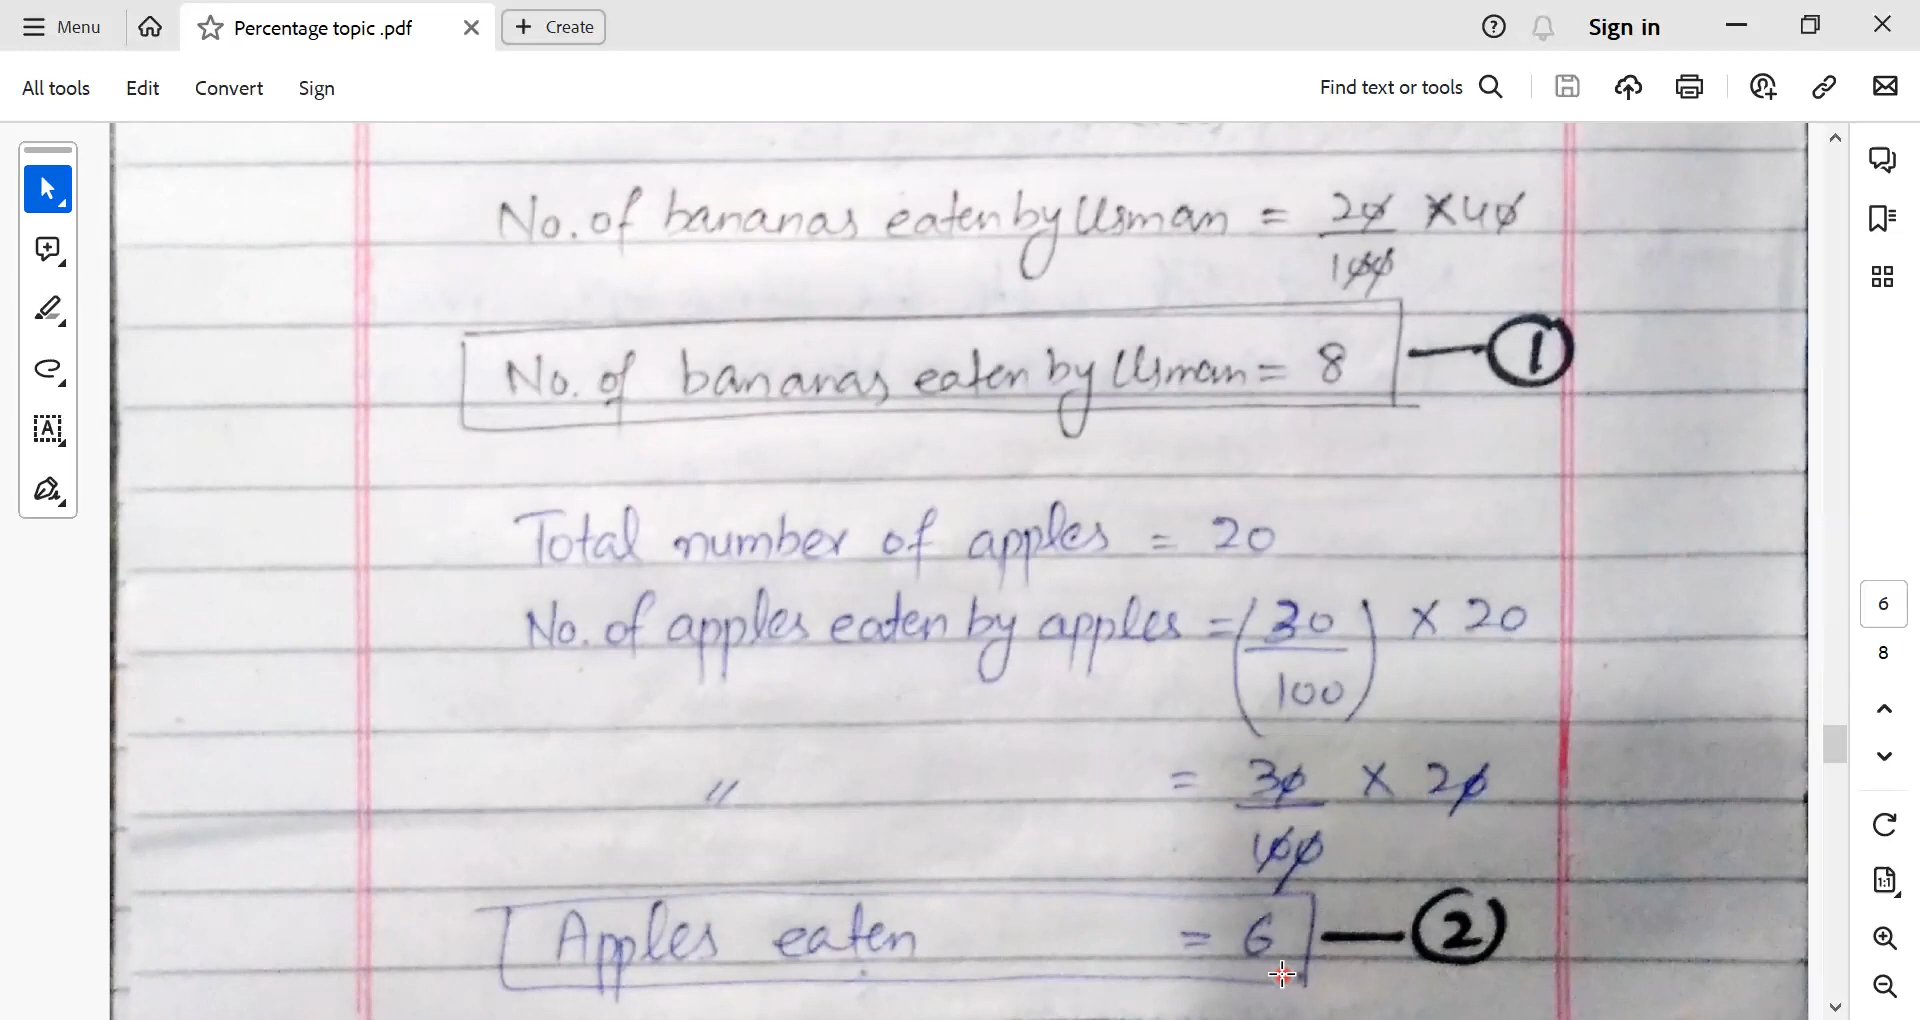 Menu
Percentage topic .pdf
Create
Sign in
All tools
Edit
Convert
Sign
Find text or tools
No. of bananas eaten by Usman = 20/100 × 40
No. of bananas eaten by Usman = 8 — 1
Total number of apples = 20
No. of apples eaten by apples = (30/100) × 20
〃 = 30/100 × 20
Apples eaten = 6 — 2
6
8